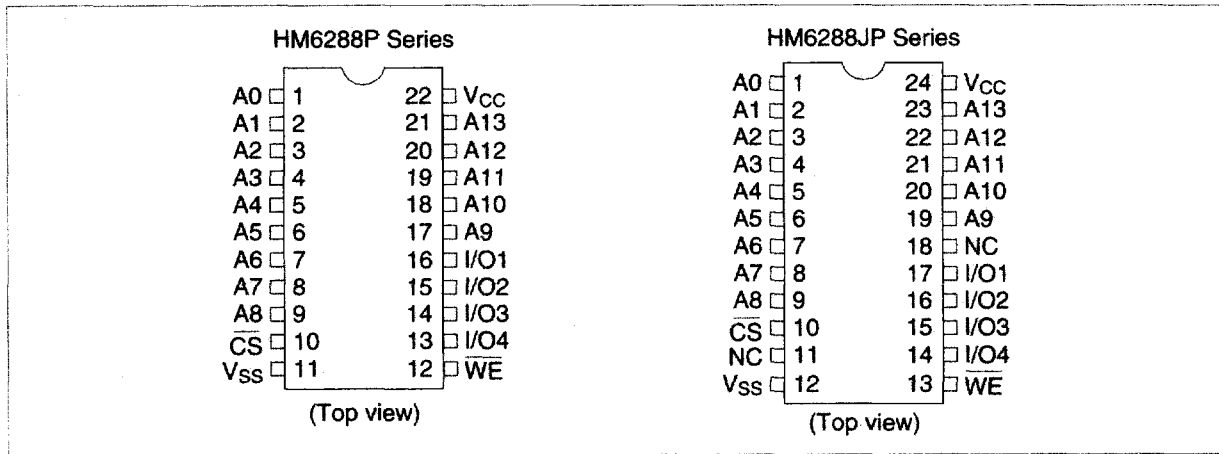 HM6288P Series
A0 1 22 VCC
A1 2 21 A13
A2 3 20 A12
A3 4 19 A11
A4 5 18 A10
A5 6 17 A9
A6 7 16 I/O1
A7 8 15 I/O2
A8 9 14 I/O3
C̅S̅ 10 13 I/O4
VSS 11 12 W̅E̅
(Top view)
HM6288JP Series
A0 1 24 VCC
A1 2 23 A13
A2 3 22 A12
A3 4 21 A11
A4 5 20 A10
A5 6 19 A9
A6 7 18 NC
A7 8 17 I/O1
A8 9 16 I/O2
C̅S̅ 10 15 I/O3
NC 11 14 I/O4
VSS 12 13 W̅E̅
(Top view)